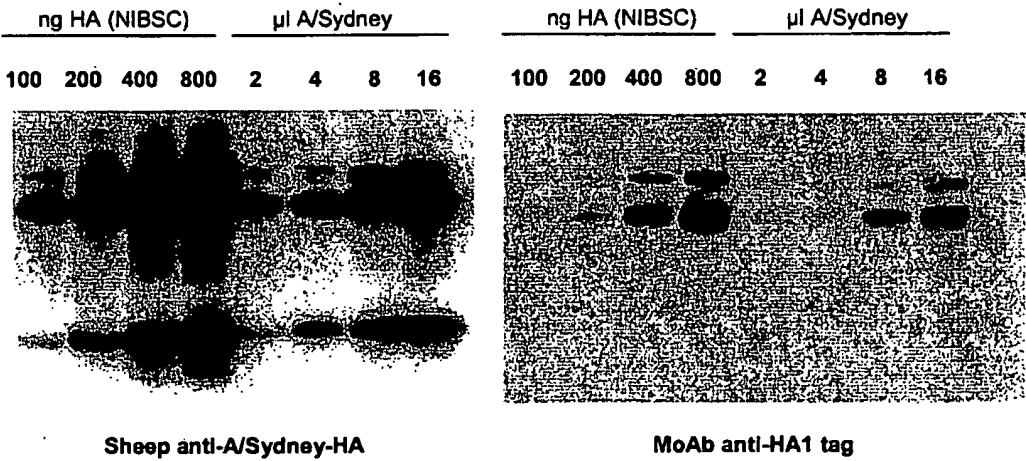 ng HA (NIBSC) µl A/Sydney
100 200 400 800 2 4 8 16
Sheep anti-A/Sydney-HA
ng HA (NIBSC) µl A/Sydney
100 200 400 800 2 4 8 16
MoAb anti-HA1 tag